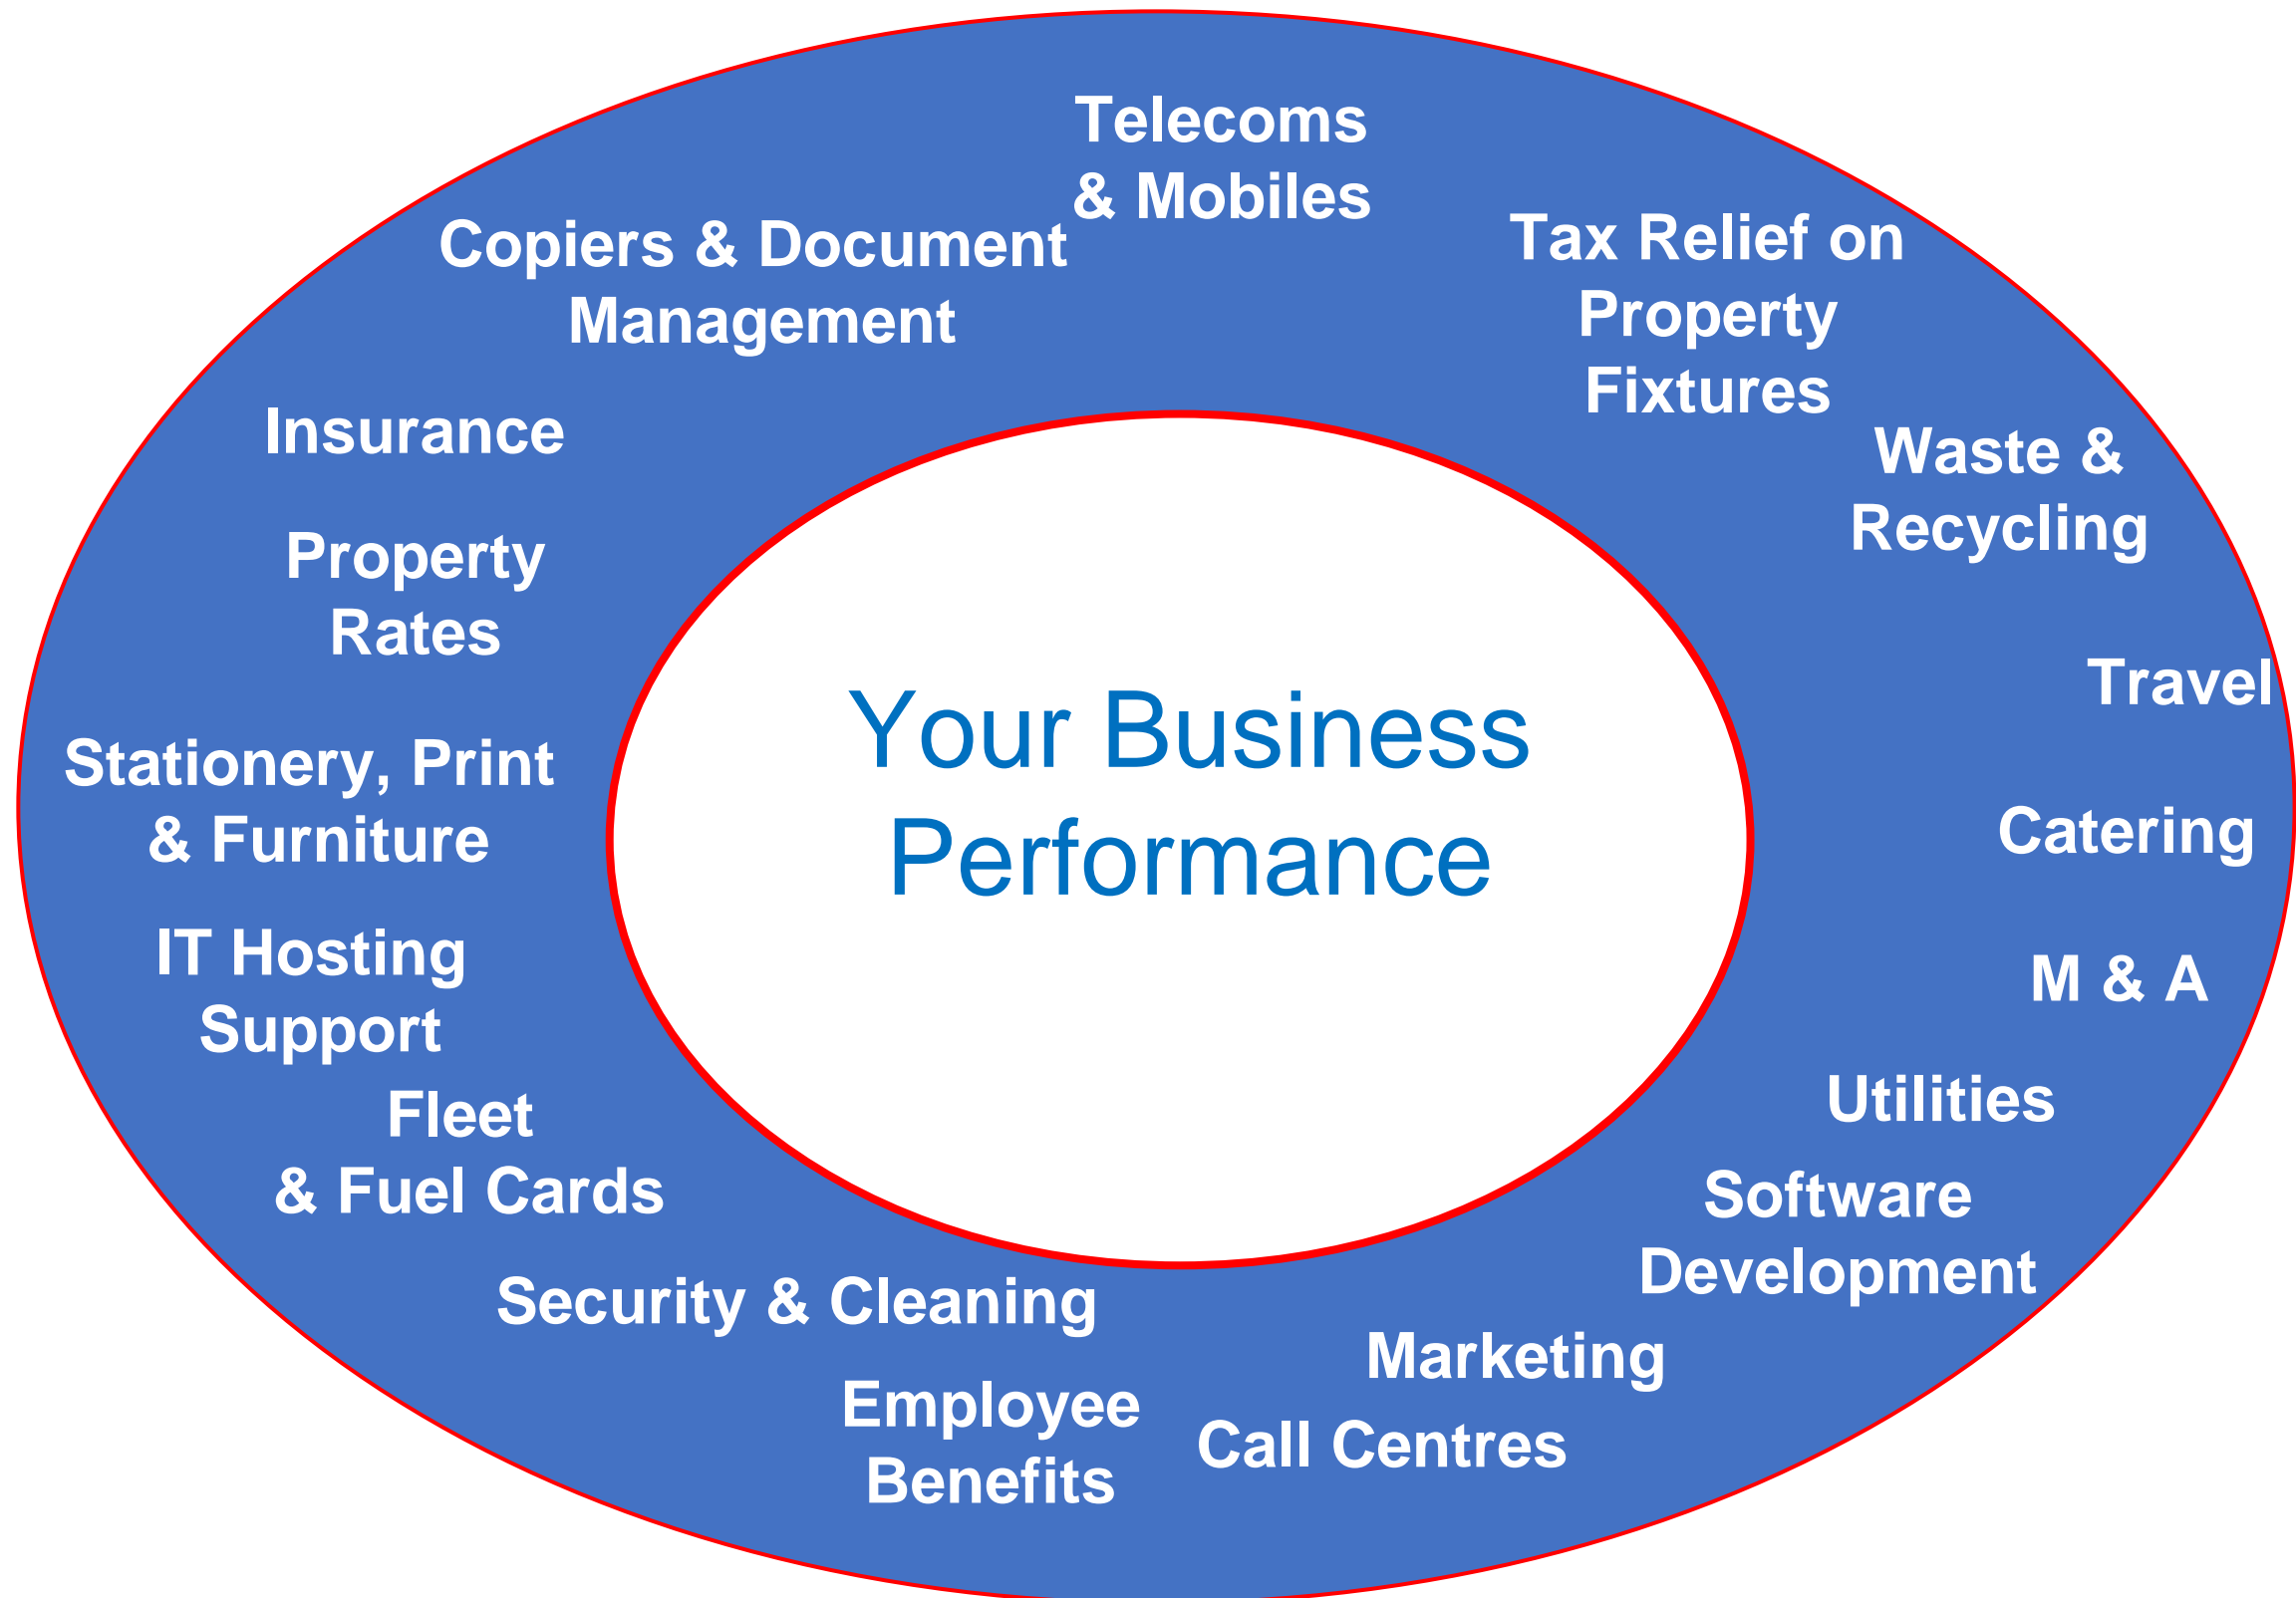 Telecoms
& Mobiles
Copiers & Document
Management
Tax Relief on
Property
Fixtures
Insurance
Waste &
Recycling
Property
Rates
Travel
Your Business
Performance
Stationery, Print
& Furniture
Catering
IT Hosting
Support
M & A
Fleet
& Fuel Cards
Utilities
Software
Development
Security & Cleaning
Marketing
Employee
Benefits
Call Centres